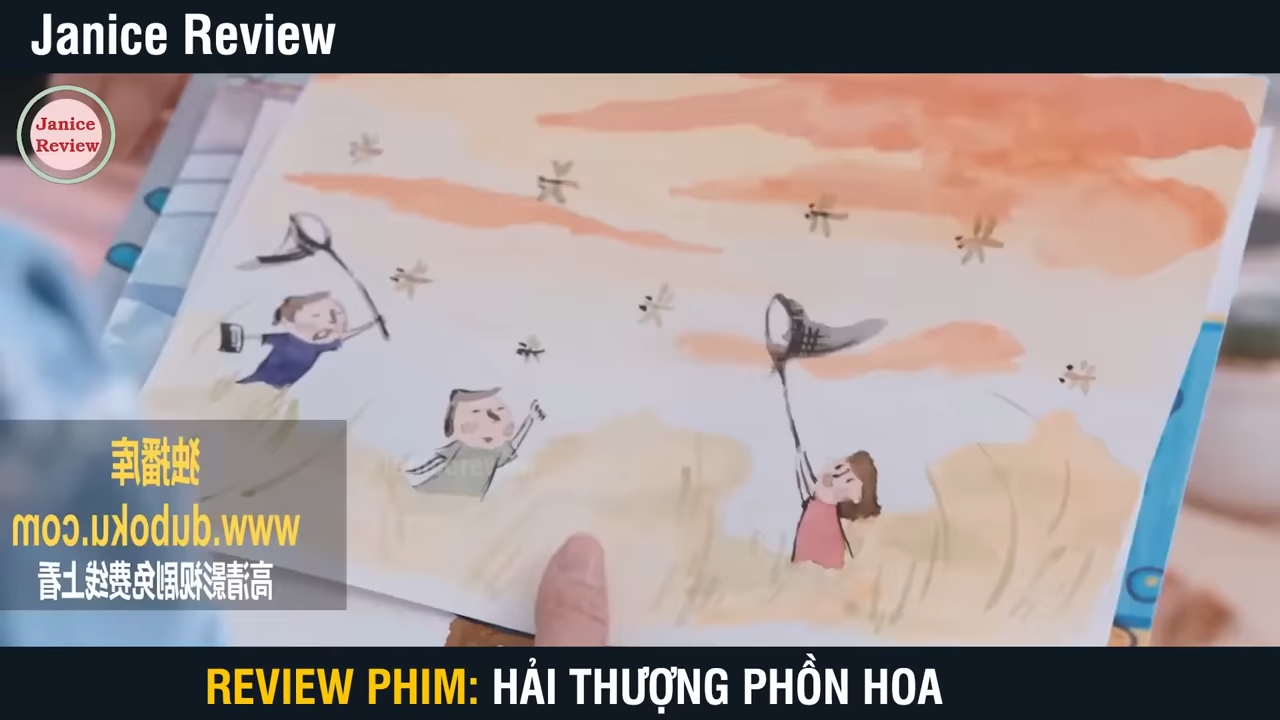 Janice Review
Janice
Review
独播库
www.duboku.com
高清影视剧免费线上看
REVIEW PHIM: HẢI THƯỢNG PHỒN HOA